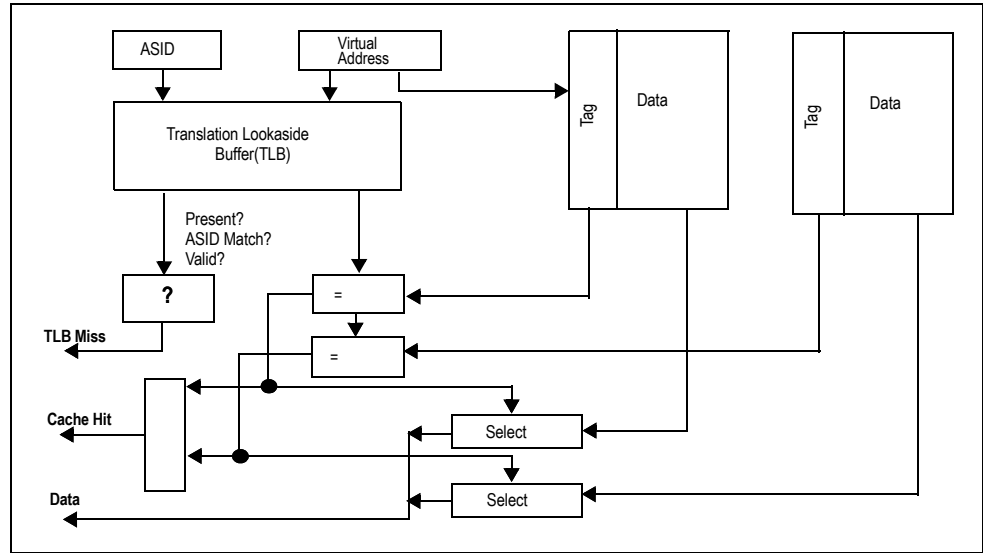 ASID
Virtual
Address
Tag
Data
Tag
Data
Translation Lookaside
Buffer(TLB)
Present?
ASID Match?
Valid?
?
=
=
TLB Miss
Cache Hit
Select
Data
Select